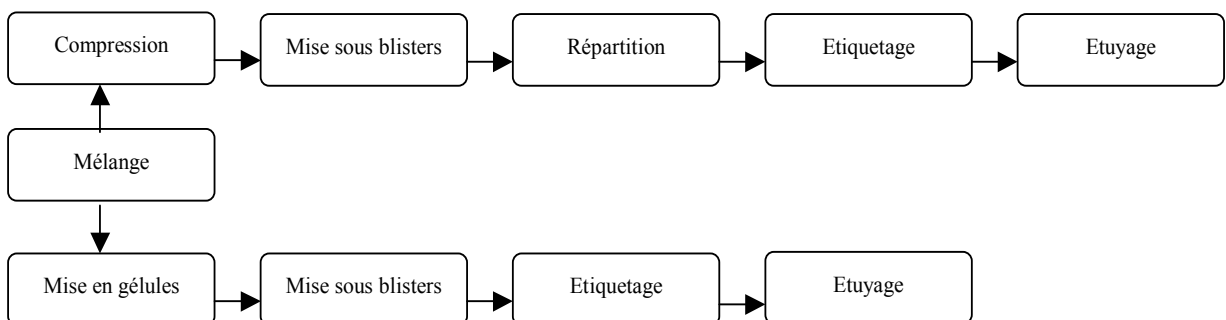 Compression
Mise sous blisters
Répartition
Etiquetage
Etuyage
Mélange
Mise en gélules
Mise sous blisters
Etiquetage
Etuyage